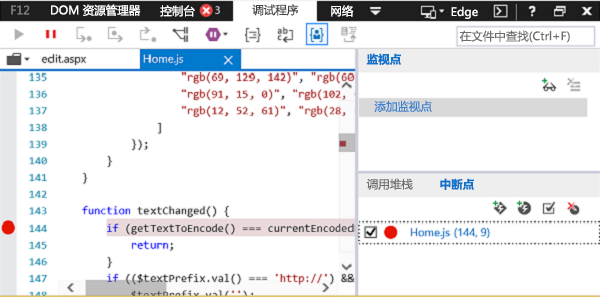 F12 DOM 资源管理器 控制台 3 调试程序 网络 Edge ? 
在文件中查找(Ctrl+F)
edit.aspx Home.js ×
135 "rgb(69, 129, 142)", "rgb(60
136 "rgb(91, 15, 0)", "rgb(102,
137 "rgb(12, 52, 61)", "rgb(28,
138 ]
139 });
140 }
141 }
142
143 function textChanged() {
144 if (getTextToEncode() === currentEncoded
145 return;
146 }
147 if (($textPrefix.val() === 'http://') &&
148 $textPrefix.val('');
监视点
添加监视点
调用堆栈 中断点
Home.js (144, 9)